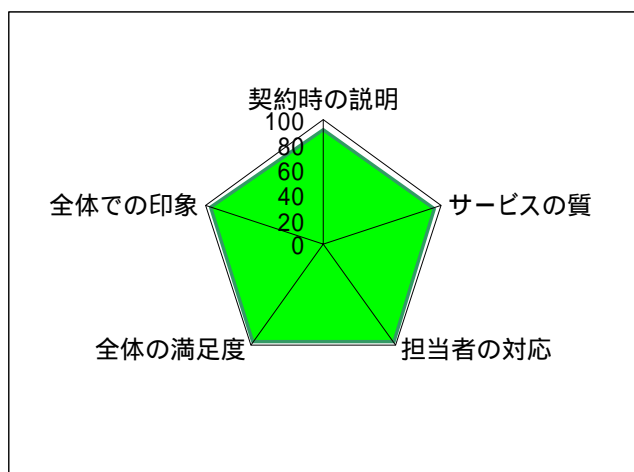 契約時の説明
100
80
60
40
20
0
全体での印象
サービスの質
全体の満足度
担当者の対応